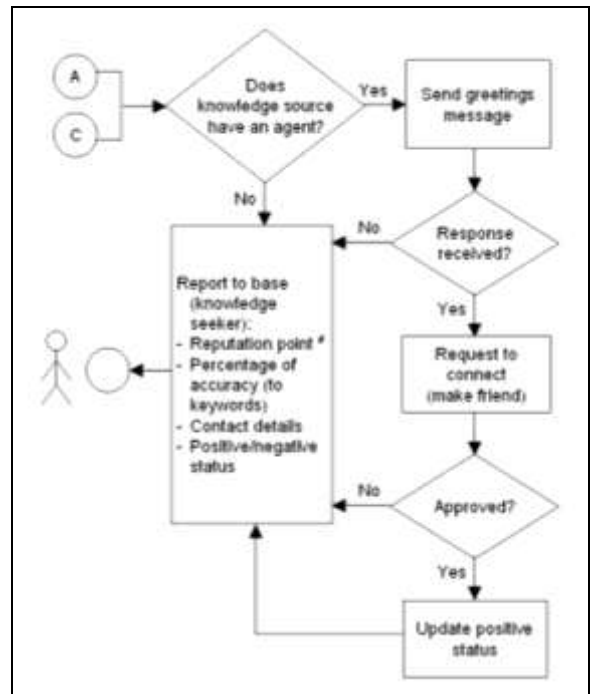 A
C
Does
knowledge source
have an agent?
Yes
Send greetings
message
No
No
Response
received?
Yes
Report to base
(knowledge
seeker):
- Reputation point #
- Percentage of
accuracy (to
keywords)
- Contact details
- Positive/negative
status
Request to
connect
(make friend)
No
Approved?
Yes
Update positive
status